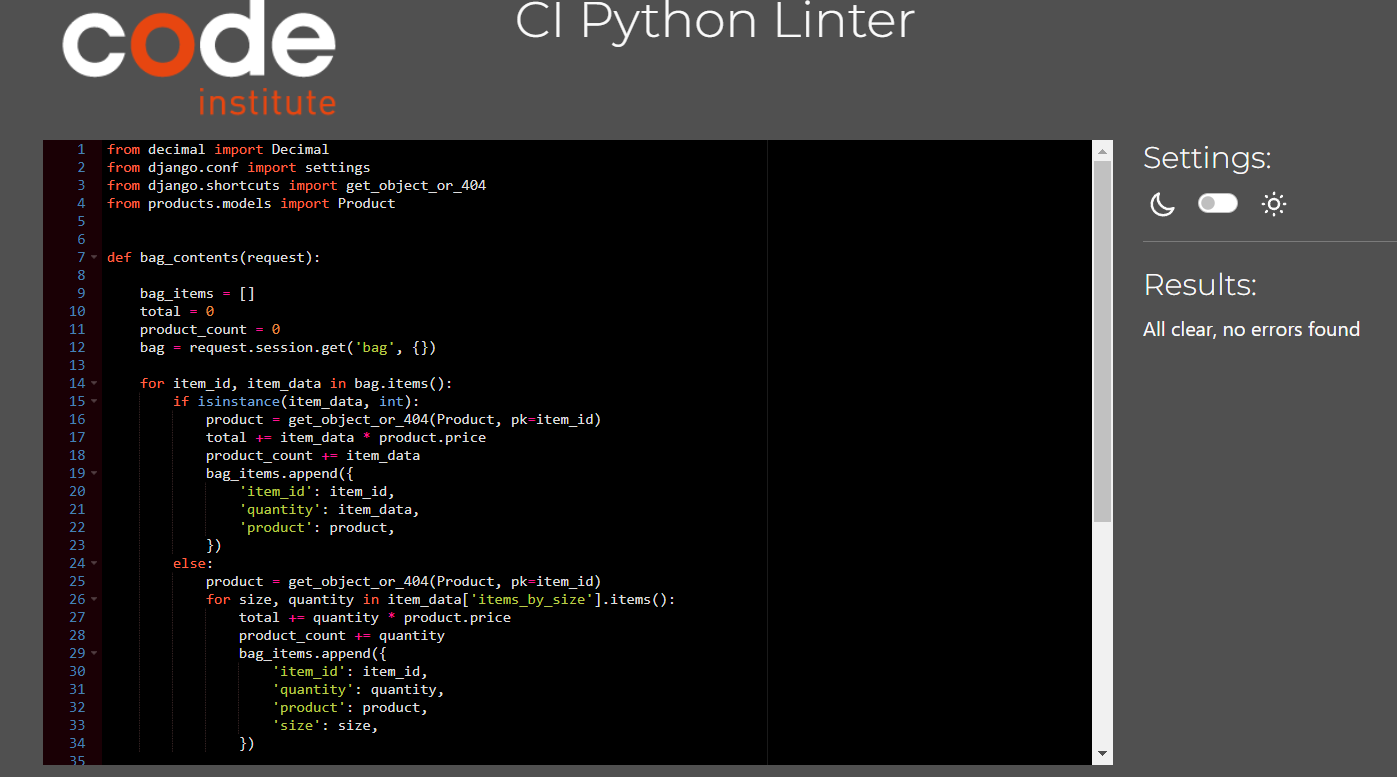 code
institute
CI Python Linter
1 from decimal import Decimal
2 from django.conf import settings
3 from django.shortcuts import get_object_or_404
4 from products.models import Product
5
6
7 def bag_contents(request):
8
9     bag_items = []
10     total = 0
11     product_count = 0
12     bag = request.session.get('bag', {})
13
14     for item_id, item_data in bag.items():
15         if isinstance(item_data, int):
16             product = get_object_or_404(Product, pk=item_id)
17             total += item_data * product.price
18             product_count += item_data
19             bag_items.append({
20                 'item_id': item_id,
21                 'quantity': item_data,
22                 'product': product,
23             })
24         else:
25             product = get_object_or_404(Product, pk=item_id)
26             for size, quantity in item_data['items_by_size'].items():
27                 total += quantity * product.price
28                 product_count += quantity
29                 bag_items.append({
30                     'item_id': item_id,
31                     'quantity': quantity,
32                     'product': product,
33                     'size': size,
34                 })
35
Settings:
Results:
All clear, no errors found